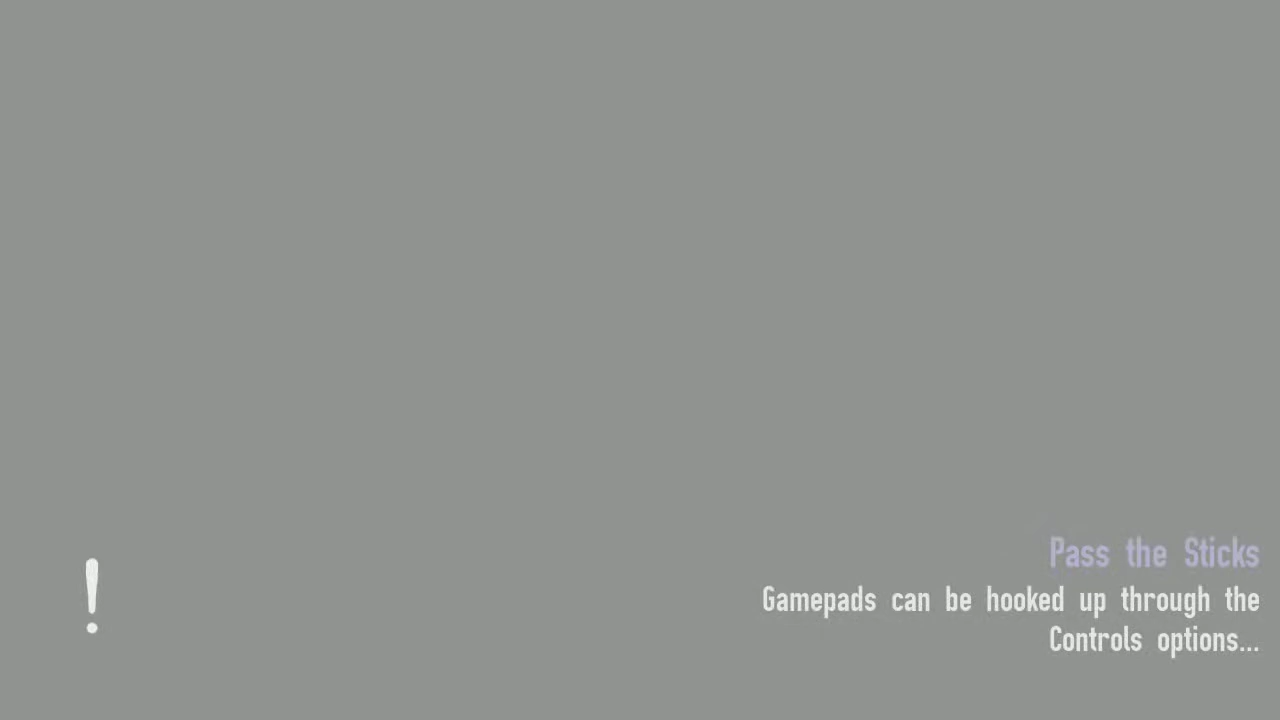 !
Pass the Sticks
Gamepads can be hooked up through the
Controls options...